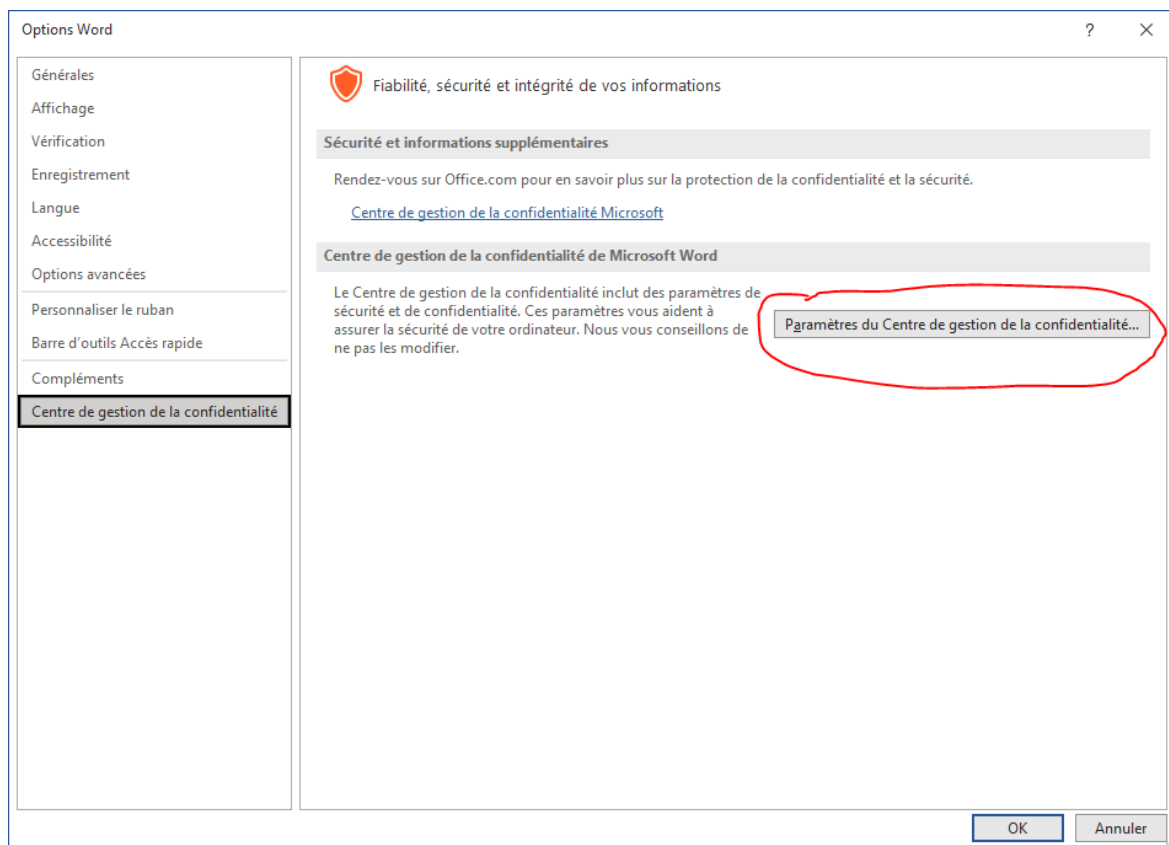 Options Word
?
Générales
Affichage
Vérification
Enregistrement
Langue
Accessibilité
Options avancées
Personnaliser le ruban
Barre d'outils Accès rapide
Compléments
Centre de gestion de la confidentialité
Fiabilité, sécurité et intégrité de vos informations
Sécurité et informations supplémentaires
Rendez-vous sur Office.com pour en savoir plus sur la protection de la confidentialité et la sécurité.
Centre de gestion de la confidentialité Microsoft
Centre de gestion de la confidentialité de Microsoft Word
Le Centre de gestion de la confidentialité inclut des paramètres de
sécurité et de confidentialité. Ces paramètres vous aident à
assurer la sécurité de votre ordinateur. Nous vous conseillons de
ne pas les modifier.
Paramètres du Centre de gestion de la confidentialité...
OK
Annuler